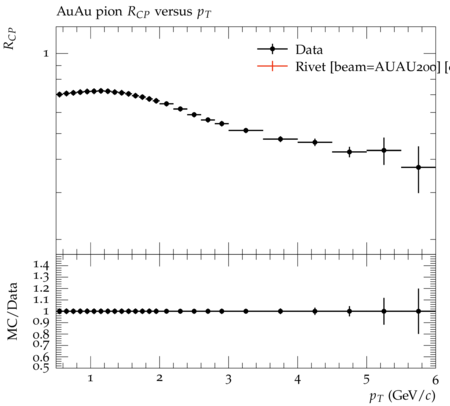 AuAu pion R_CP versus p_T
R_CP
1
Data
Rivet [beam=AUAU200] [
MC/Data
1.4
1.3
1.2
1.1
1
0.9
0.8
0.7
0.6
0.5
1 2 3 4 5 6
p_T (GeV/c)